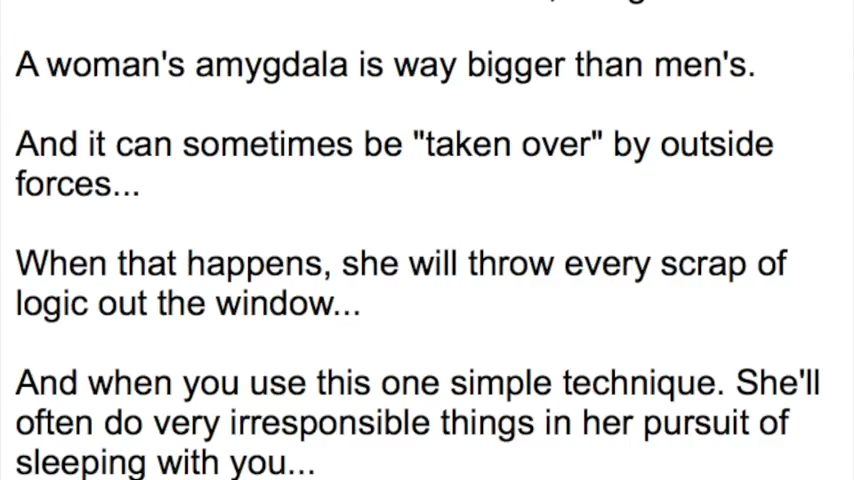 A woman's amygdala is way bigger than men's.
And it can sometimes be "taken over" by outside
forces...
When that happens, she will throw every scrap of
logic out the window...
And when you use this one simple technique. She'll
often do very irresponsible things in her pursuit of
sleeping with you...